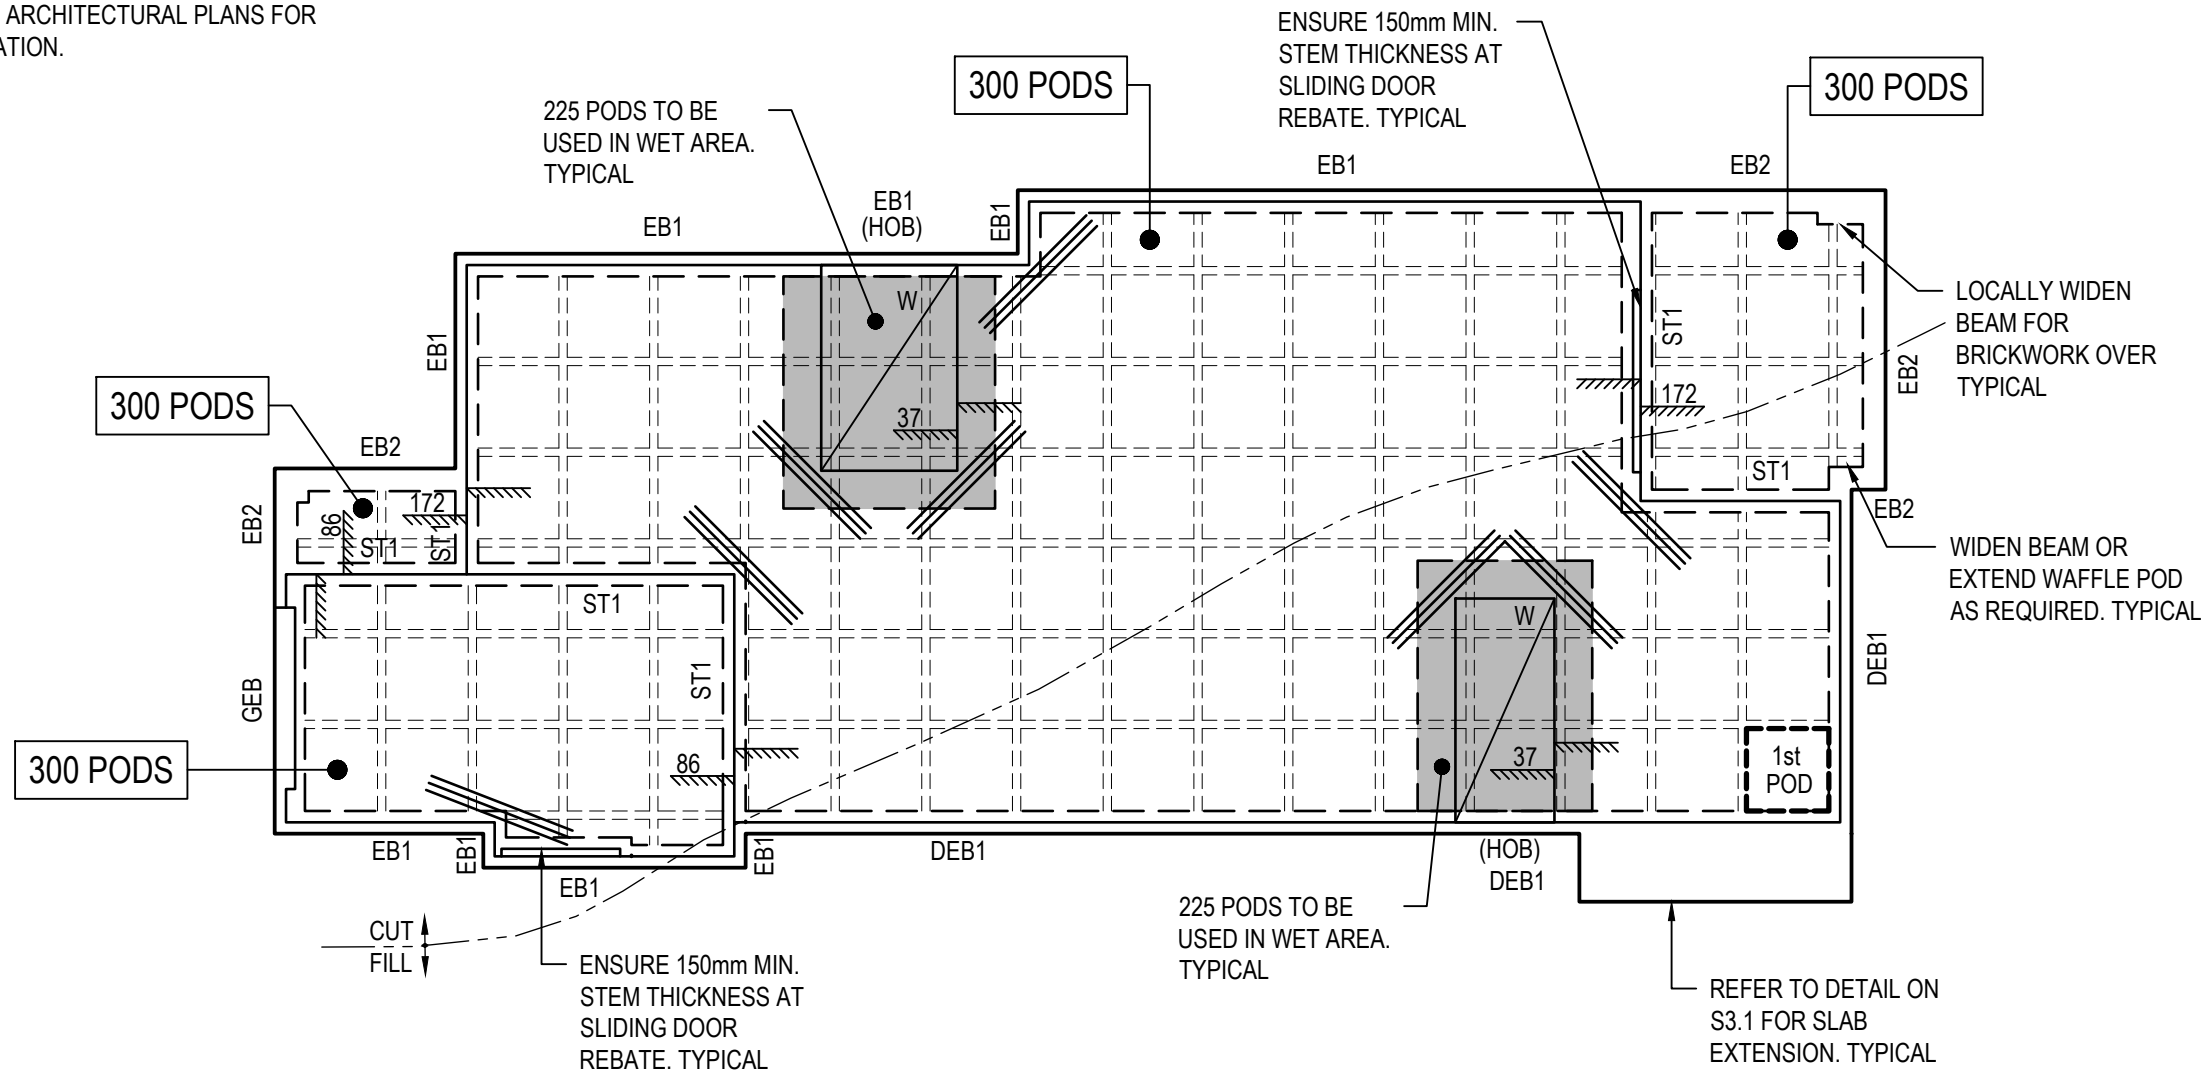 ARCHITECTURAL PLANS FOR
ENSURE 150mm MIN.
STEM THICKNESS AT
SLIDING DOOR
REBATE. TYPICAL
300 PODS
300 PODS
225 PODS TO BE
USED IN WET AREA.
TYPICAL
EB1
EB2
EB1
(HOB)
EB1
EB1
W
LOCALLY WIDEN
BEAM FOR
BRICKWORK OVER
TYPICAL
ST1
EB1
EB2
172
300 PODS
37
EB2
ST1
172
EB2
86
ST1
ST1
EB2
WIDEN BEAM OR
EXTEND WAFFLE POD
AS REQUIRED. TYPICAL
ST1
W
DEB1
ST1
GEB
300 PODS
86
37
1st
POD
EB1
EB1
EB1
DEB1
(HOB)
DEB1
EB1
225 PODS TO BE
USED IN WET AREA.
TYPICAL
CUT
FILL
ENSURE 150mm MIN.
STEM THICKNESS AT
SLIDING DOOR
REBATE. TYPICAL
REFER TO DETAIL ON
S3.1 FOR SLAB
EXTENSION. TYPICAL